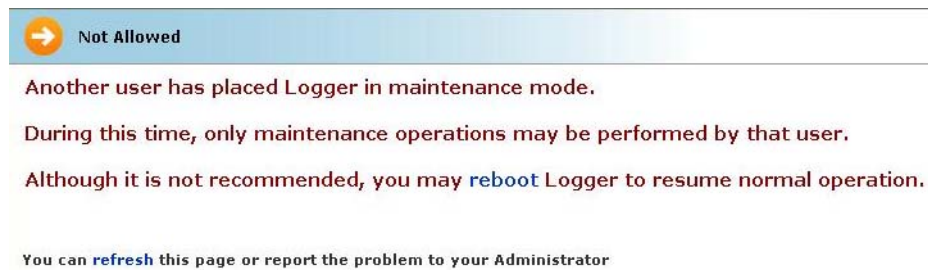 Not Allowed
Another user has placed Logger in maintenance mode.
During this time, only maintenance operations may be performed by that user.
Although it is not recommended, you may reboot Logger to resume normal operation.
You can refresh this page or report the problem to your Administrator